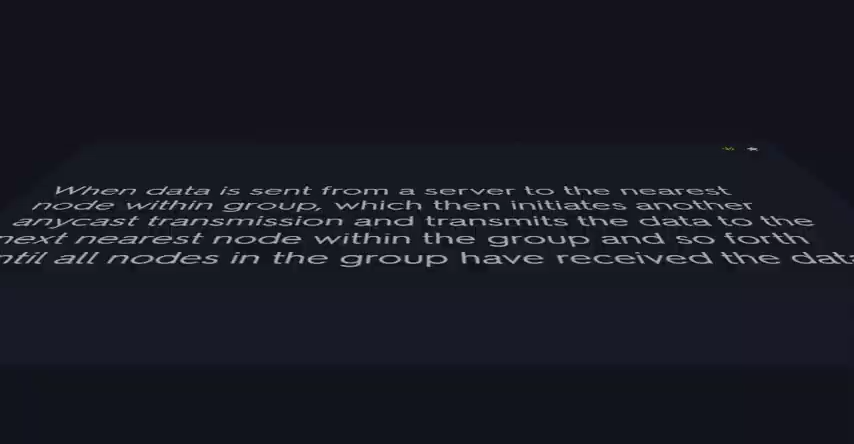 When data is sent from a server to the nearest
node within group, which then initiates another
anycast transmission and transmits the data to the
next nearest node within the group and so forth
ntil all nodes in the group have received the data